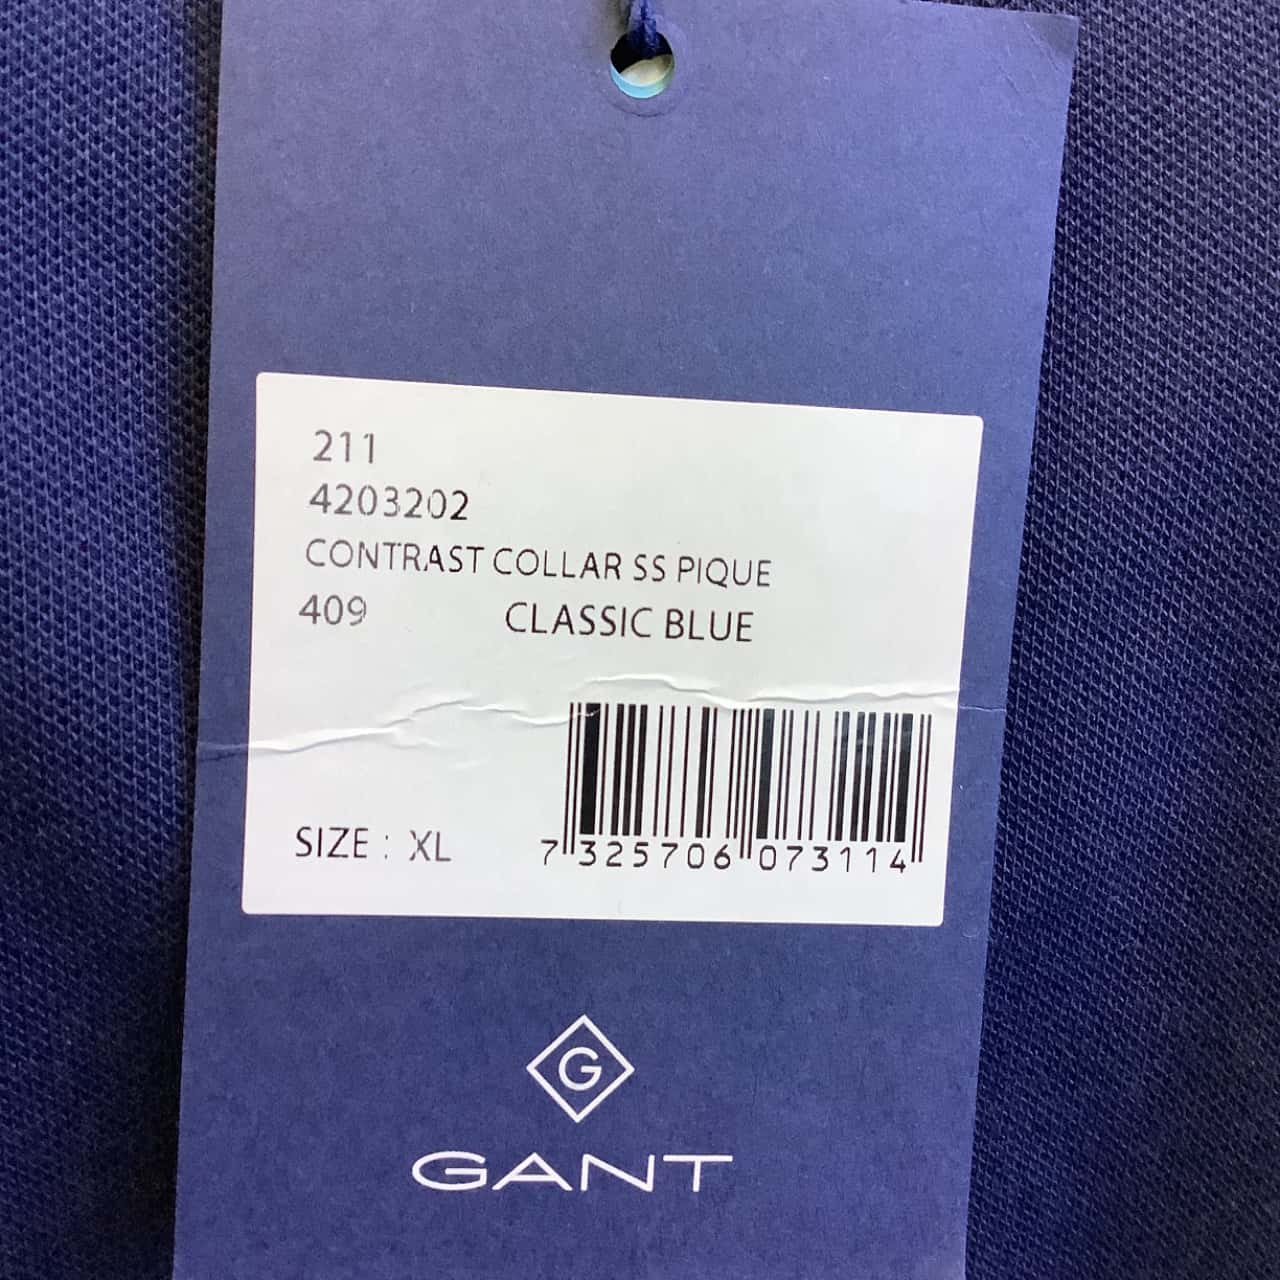 211
4203202
CONTRAST COLLAR SS PIQUE
409 CLASSIC BLUE
SIZE : XL
7 325706 073114
G
GANT